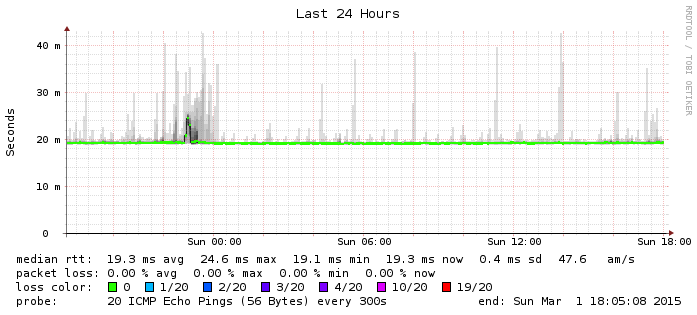 Last 24 Hours
RRDTOOL / TOBI OETIKER
Seconds
40 m
30 m
20 m
10 m
0
Sun 00:00 Sun 06:00 Sun 12:00 Sun 18:00
median rtt: 19.3 ms avg 24.6 ms max 19.1 ms min 19.3 ms now 0.4 ms sd 47.6 am/s
packet loss: 0.00 % avg 0.00 % max 0.00 % min 0.00 % now
loss color: 0 1/20 2/20 3/20 4/20 10/20 19/20
probe: 20 ICMP Echo Pings (56 Bytes) every 300s end: Sun Mar 1 18:05:08 2015